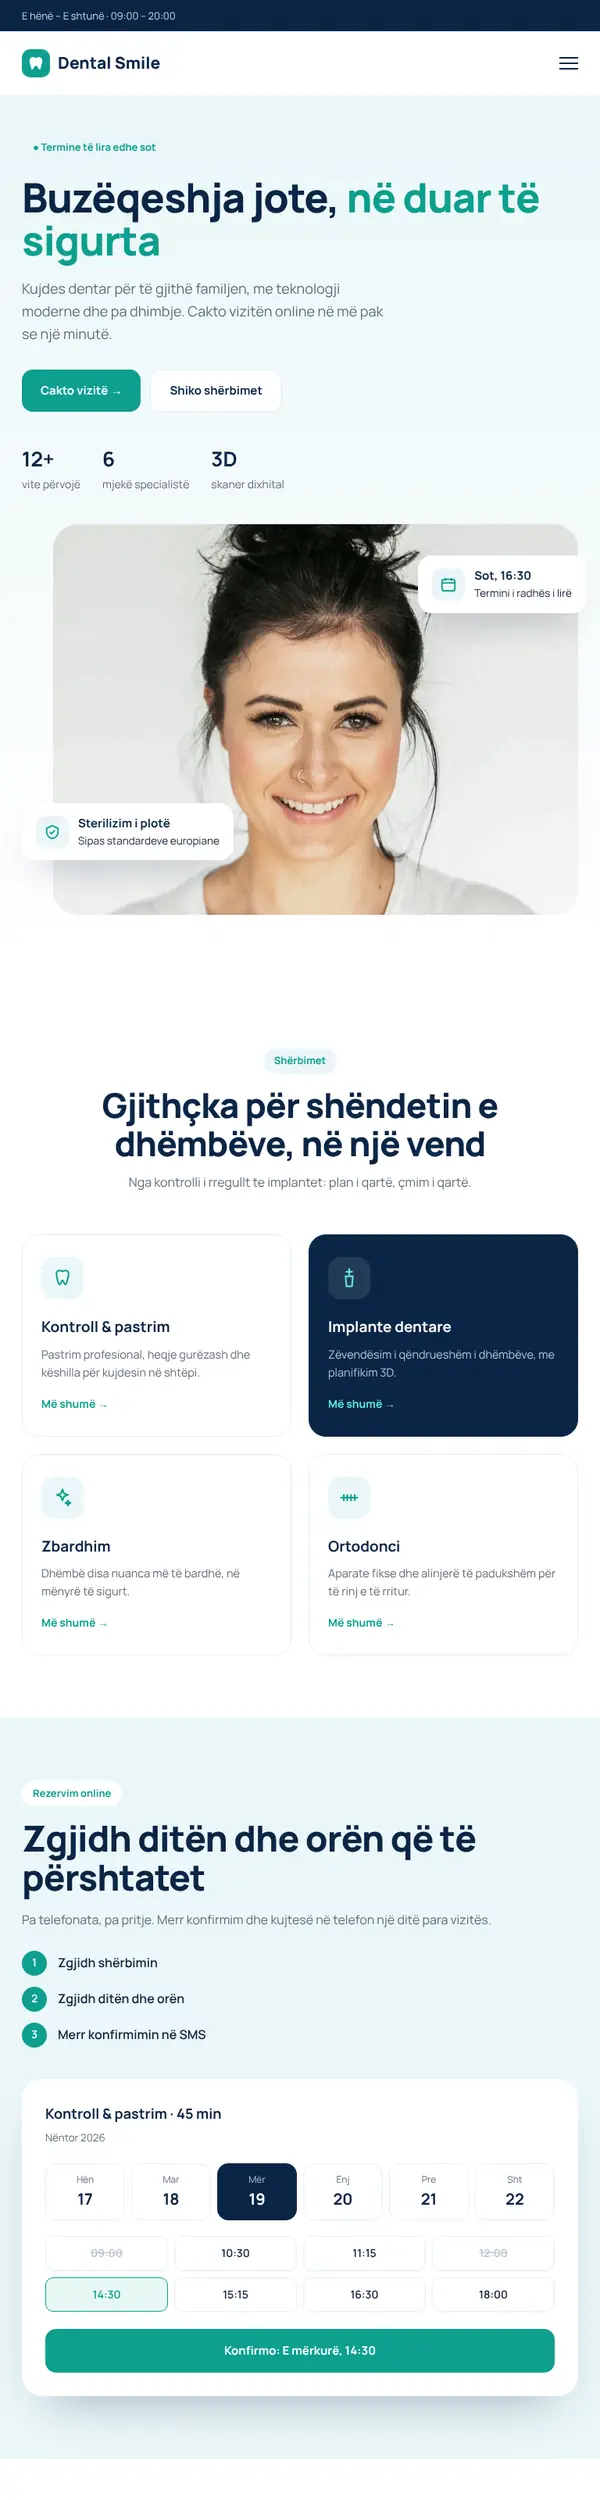 E hënë – E shtunë · 09:00 – 20:00
Dental Smile
● Termine të lira edhe sot
Buzëqeshja jote, në duar të
sigurta
Kujdes dentar për të gjithë familjen, me teknologji
moderne dhe pa dhimbje. Cakto vizitën online në më pak
se një minutë.
Cakto vizitë →
Shiko shërbimet
12+
vite përvojë
6
mjekë specialistë
3D
skaner dixhital
Sot, 16:30
Termini i radhës i lirë
Sterilizim i plotë
Sipas standardeve europiane
Shërbimet
Gjithçka për shëndetin e
dhëmbëve, në një vend
Nga kontrolli i rregullt te implantet: plan i qartë, çmim i qartë.
Kontroll & pastrim
Pastrim profesional, heqje gurëzash dhe
këshilla për kujdesin në shtëpi.
Më shumë →
Implante dentare
Zëvendësim i qëndrueshëm i dhëmbëve, me
planifikim 3D.
Më shumë →
Zbardhim
Dhëmbë disa nuanca më të bardhë, në
mënyrë të sigurt.
Më shumë →
Ortodonci
Aparate fikse dhe alinjerë të padukshëm për
të rinj e të rritur.
Më shumë →
Rezervim online
Zgjidh ditën dhe orën që të
përshtatet
Pa telefonata, pa pritje. Merr konfirmim dhe kujtesë në telefon një ditë para vizitës.
1 Zgjidh shërbimin
2 Zgjidh ditën dhe orën
3 Merr konfirmimin në SMS
Kontroll & pastrim · 45 min
Nëntor 2026
Hën Mar Mër Enj Pre Sht
17 18 19 20 21 22
09:00 10:30 11:15 12:00
14:30 15:15 16:30 18:00
Konfirmo: E mërkurë, 14:30